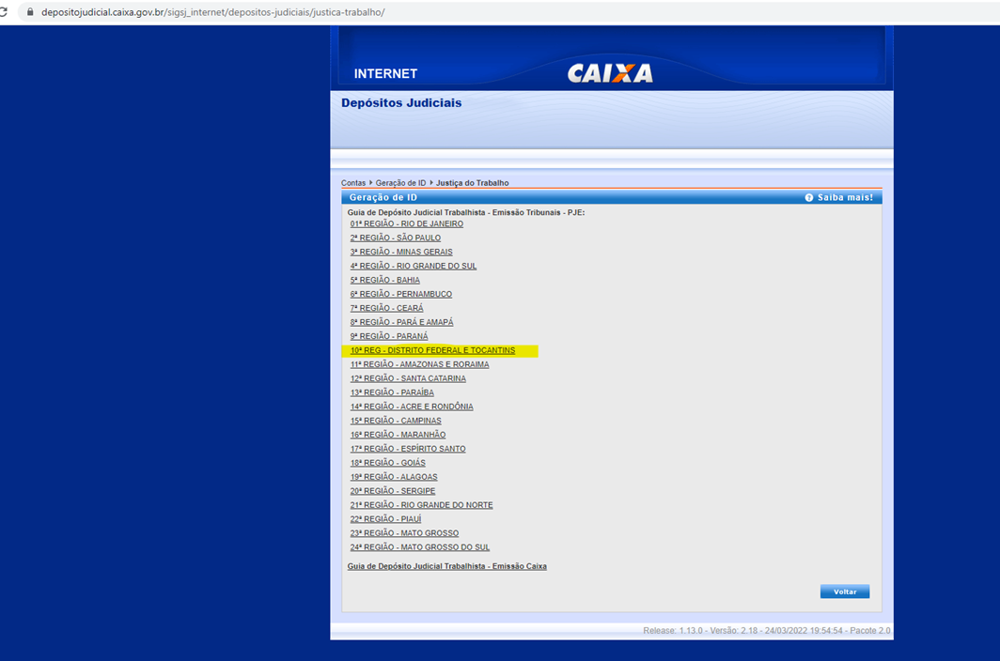 depositojudicial.caixa.gov.br/sigsj_internet/depositos-judiciais/justica-trabalho/
INTERNET
CAIXA
Depósitos Judiciais
Contas Geração de ID Justiça do Trabalho
Geração de ID
? Saiba mais!
Guia de Depósito Judicial Trabalhista - Emissão Tribunais - PJE:
01ª REGIÃO - RIO DE JANEIRO
2ª REGIÃO - SÃO PAULO
3ª REGIÃO - MINAS GERAIS
4ª REGIÃO - RIO GRANDE DO SUL
5ª REGIÃO - BAHIA
6ª REGIÃO - PERNAMBUCO
7ª REGIÃO - CEARÁ
8ª REGIÃO - PARÁ E AMAPÁ
9ª REGIÃO - PARANÁ
10ª REG - DISTRITO FEDERAL E TOCANTINS
11ª REGIÃO - AMAZONAS E RORAIMA
12ª REGIÃO - SANTA CATARINA
13ª REGIÃO - PARAÍBA
14ª REGIÃO - ACRE E RONDÔNIA
15ª REGIÃO - CAMPINAS
16ª REGIÃO - MARANHÃO
17ª REGIÃO - ESPÍRITO SANTO
18ª REGIÃO - GOIÁS
19ª REGIÃO - ALAGOAS
20ª REGIÃO - SERGIPE
21ª REGIÃO - RIO GRANDE DO NORTE
22ª REGIÃO - PIAUÍ
23ª REGIÃO - MATO GROSSO
24ª REGIÃO - MATO GROSSO DO SUL
Guia de Depósito Judicial Trabalhista - Emissão Caixa
Voltar
Release: 1.13.0 - Versão: 2.18 - 24/03/2022 19:54:54 - Pacote 2.0